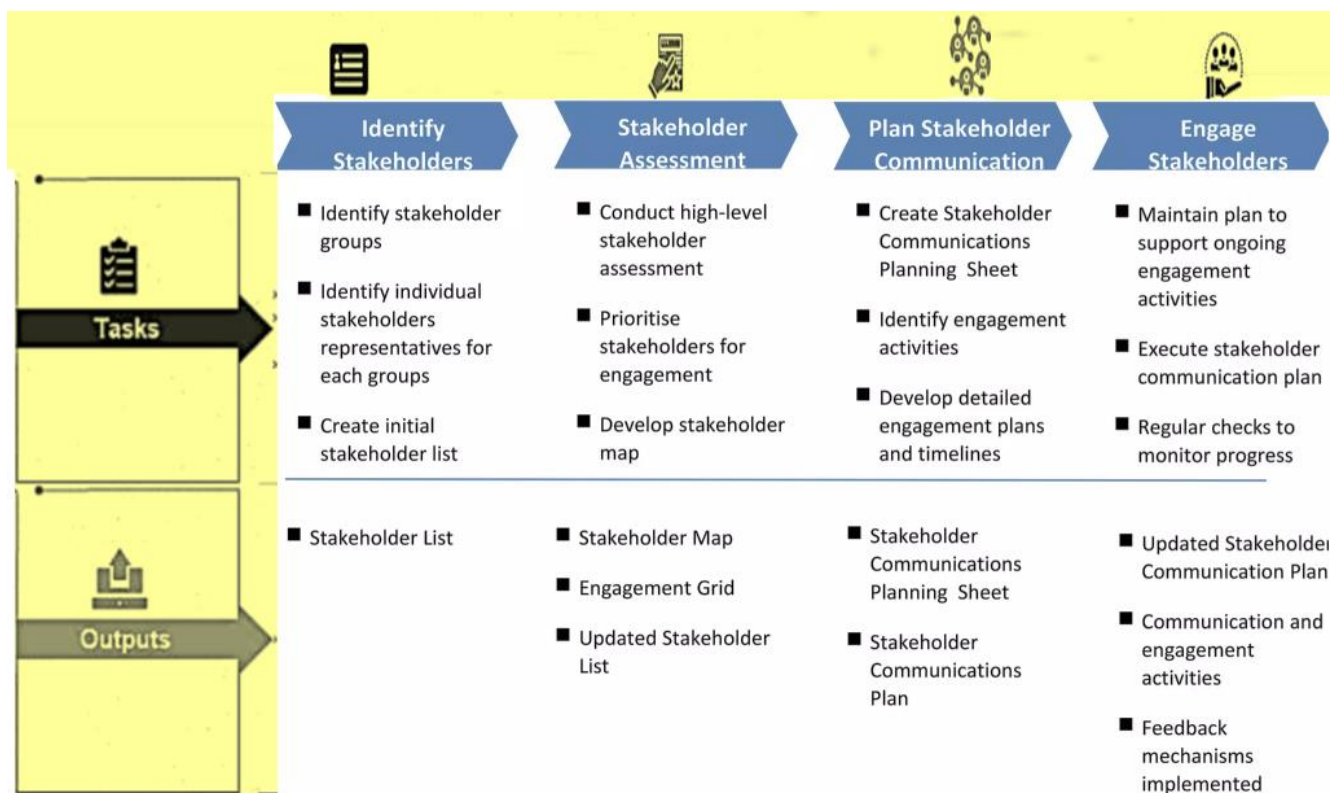 Identify
Stakeholders
Stakeholder
Assessment
Plan Stakeholder
Communication
Engage
Stakeholders
Tasks
■ Identify stakeholder
groups
■ Identify individual
stakeholders
representatives for
each groups
■ Create initial
stakeholder list
■ Conduct high-level
stakeholder
assessment
■ Prioritise
stakeholders for
engagement
■ Develop stakeholder
map
■ Create Stakeholder
Communications
Planning Sheet
■ Identify engagement
activities
■ Develop detailed
engagement plans
and timelines
■ Maintain plan to
support ongoing
engagement
activities
■ Execute stakeholder
communication plan
■ Regular checks to
monitor progress
Outputs
■ Stakeholder List
■ Stakeholder Map
■ Engagement Grid
■ Updated Stakeholder
List
■ Stakeholder
Communications
Planning Sheet
■ Stakeholder
Communications
Plan
■ Updated Stakeholder
Communication Plan
■ Communication and
engagement
activities
■ Feedback
mechanisms
implemented